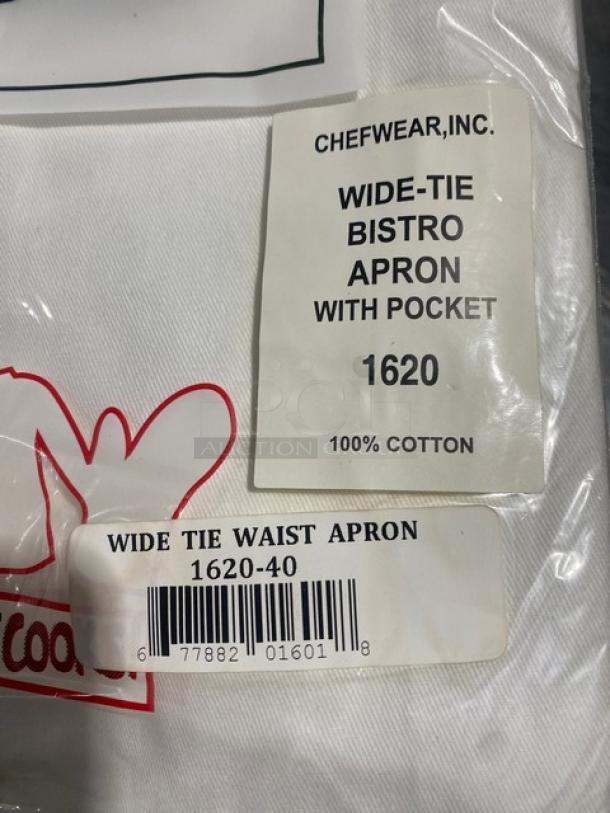 CHEFWEAR,INC.
WIDE-TIE
BISTRO
APRON
WITH POCKET
1620
100% COTTON
WIDE TIE WAIST APRON
1620-40
6 77882 01601 8